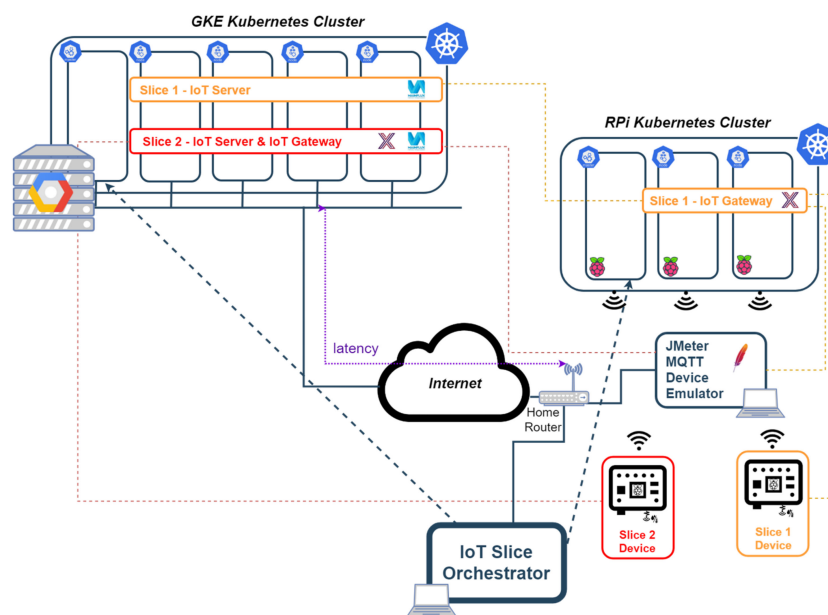 GKE Kubernetes Cluster
Slice 1 - IoT Server
Slice 2 - IoT Server & IoT Gateway
RPi Kubernetes Cluster
Slice 1 - IoT Gateway
latency
Internet
Home
Router
JMeter
MQTT
Device
Emulator
Slice 2
Device
Slice 1
Device
IoT Slice
Orchestrator